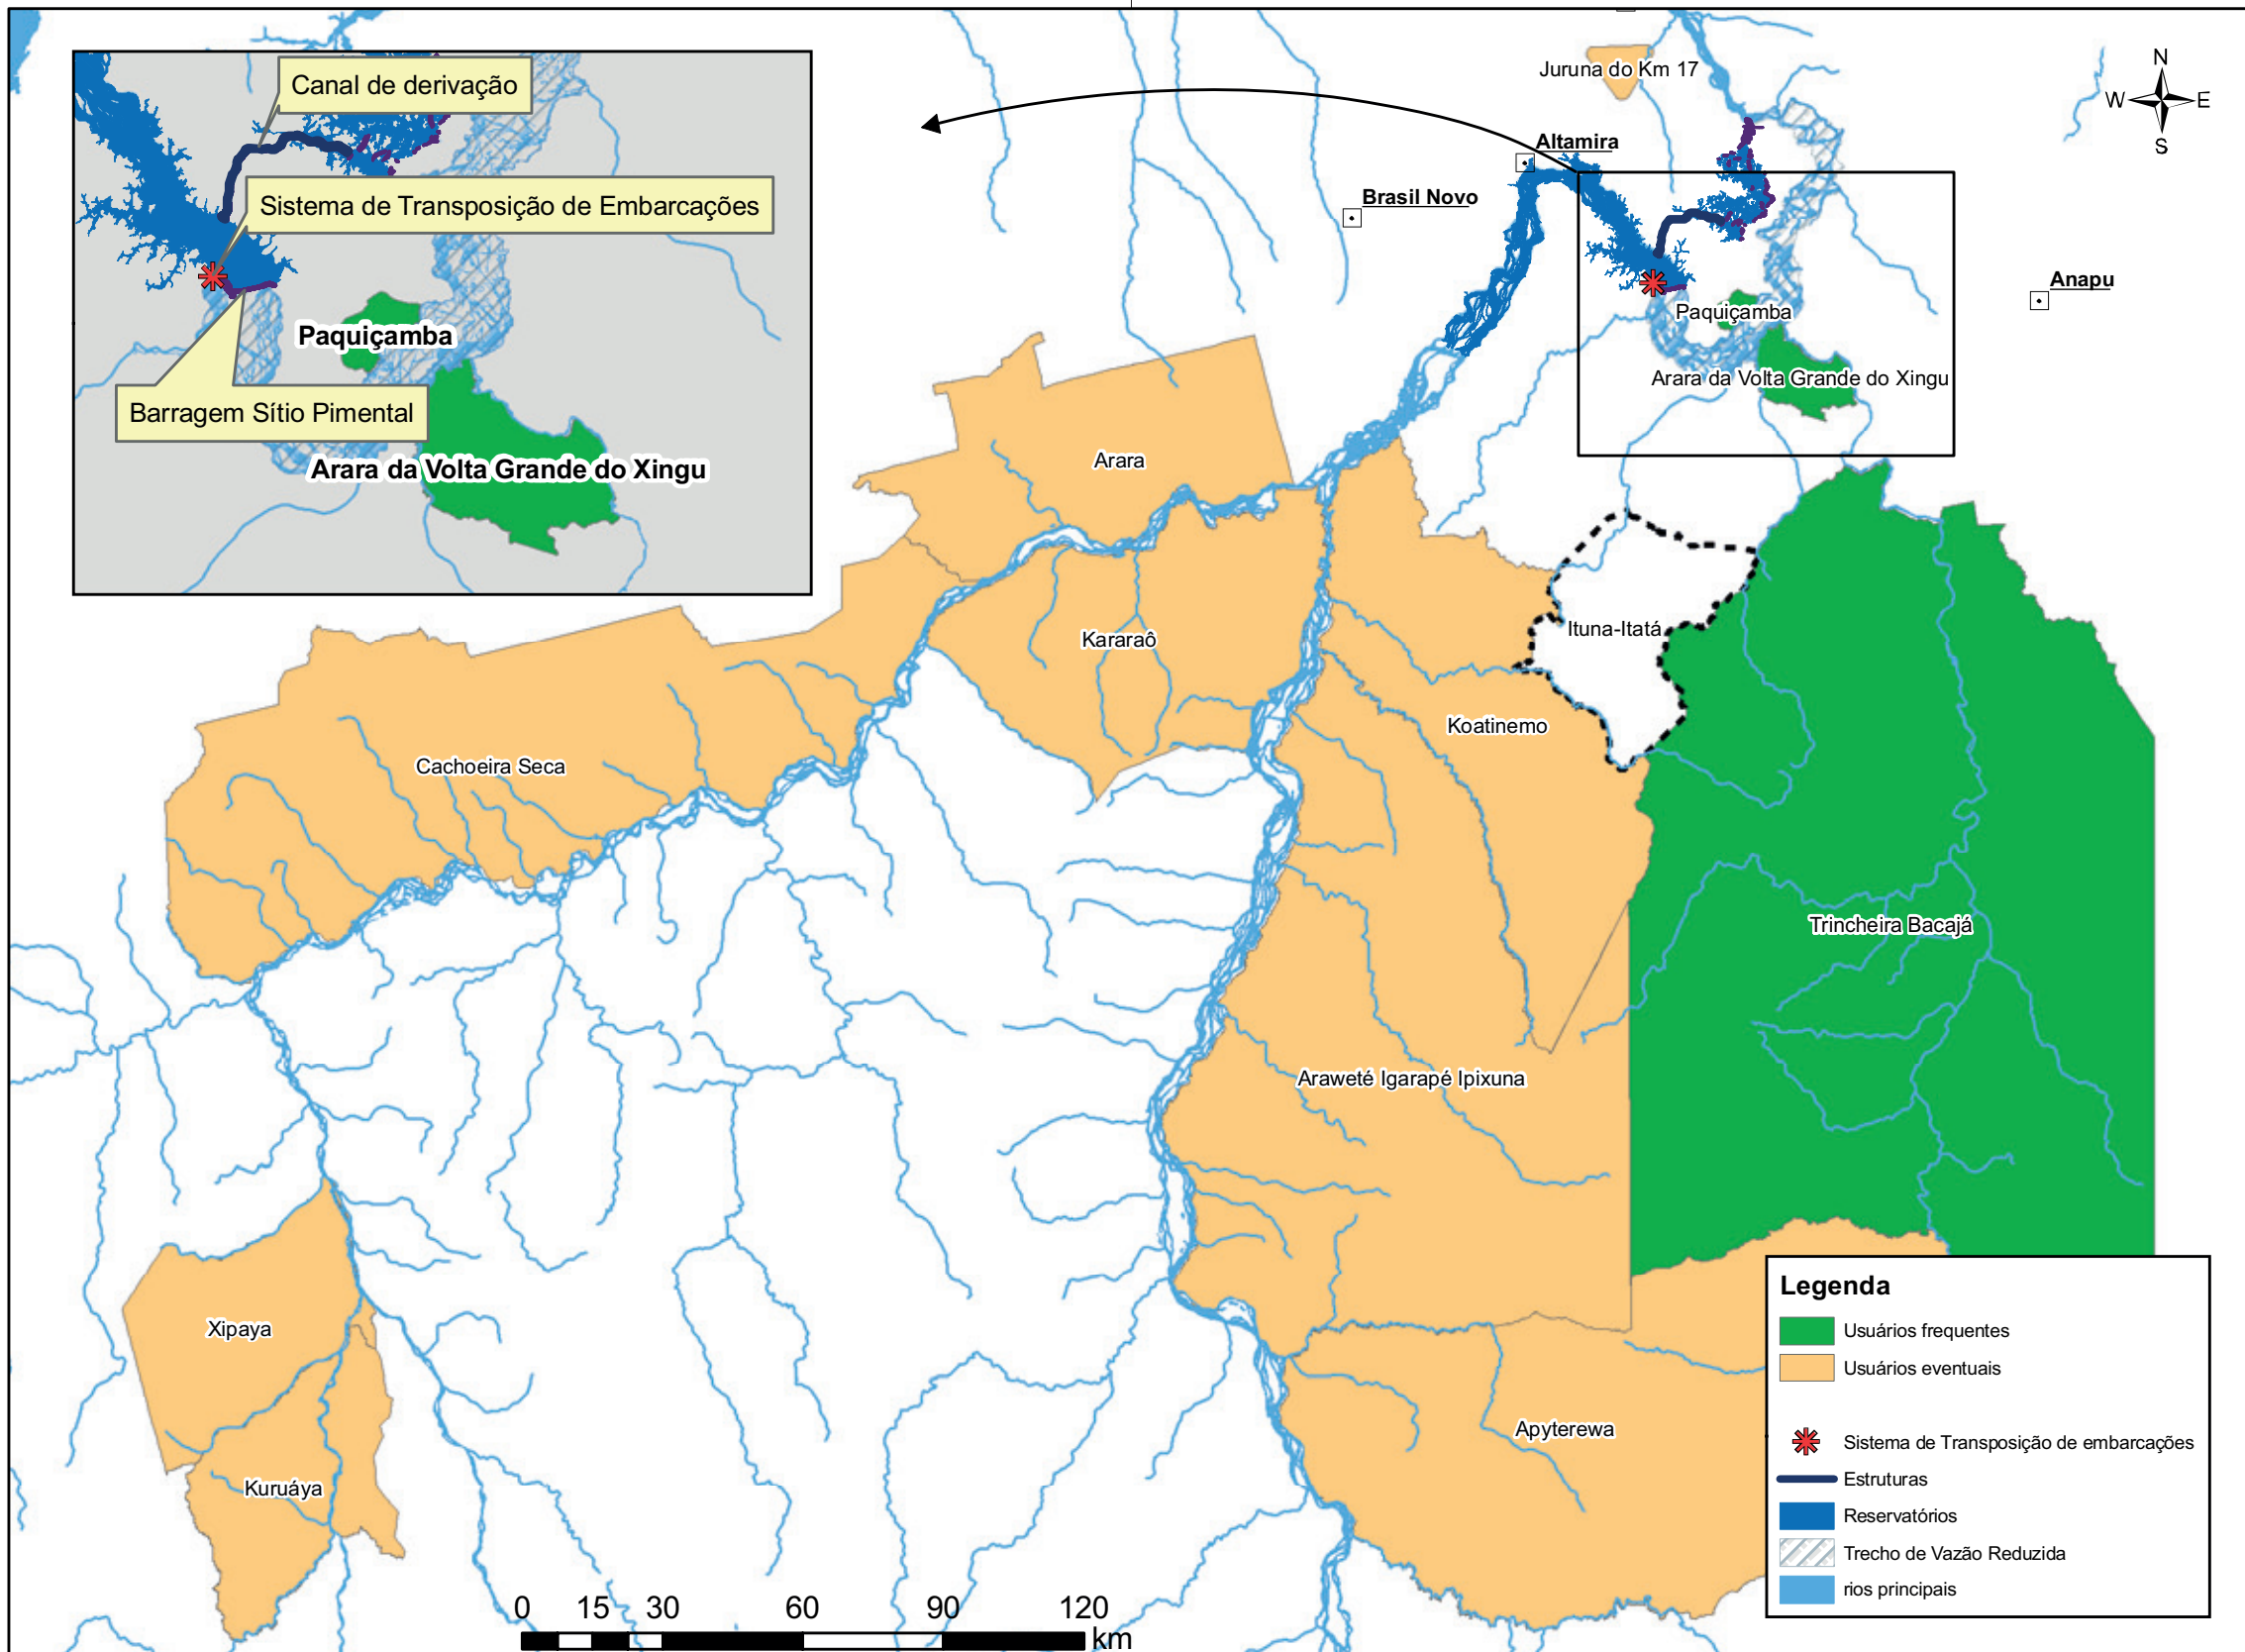 Canal de derivação
Sistema de Transposição de Embarcações
Paquiçamba
Barragem Sítio Pimental
Arara da Volta Grande do Xingu
Juruna do Km 17
N
W
E
S
Altamira
Brasil Novo
Anapu
Paquiçamba
Arara da Volta Grande do Xingu
Arara
Kararaô
Ituna-Itatá
Koatinemo
Cachoeira Seca
Trincheira Bacajá
Araweté Igarapé Ipixuna
Xipaya
Apyterewa
Kuruáya
Legenda
Usuários frequentes
Usuários eventuais
Sistema de Transposição de embarcações
Estruturas
Reservatórios
Trecho de Vazão Reduzida
rios principais
0 15 30 60 90 120
km